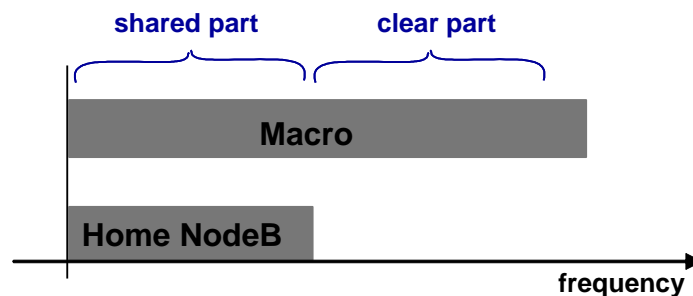 shared part
clear part
Macro
Home NodeB
frequency